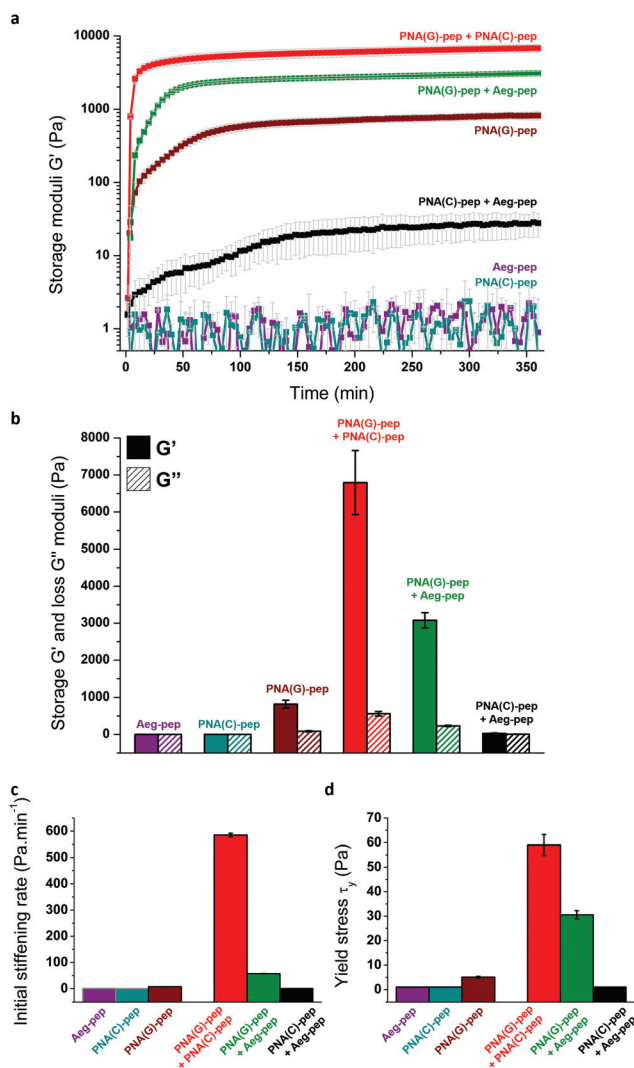 a
10000
1000
100
10
1
Storage moduli G' (Pa)
PNA(G)-pep + PNA(C)-pep
PNA(G)-pep + Aeg-pep
PNA(G)-pep
PNA(C)-pep + Aeg-pep
Aeg-pep
PNA(C)-pep
0 50 100 150 200 250 300 350
Time (min)
b
8000
7000
6000
5000
4000
3000
2000
1000
0
Storage G' and loss G" moduli (Pa)
G'
G"
Aeg-pep
PNA(C)-pep
PNA(G)-pep
PNA(G)-pep
+ PNA(C)-pep
PNA(G)-pep
+ Aeg-pep
PNA(C)-pep
+ Aeg-pep
c
600
500
400
300
200
100
0
Initial stiffening rate (Pa.min⁻¹)
Aeg-pep
PNA(C)-pep
PNA(G)-pep
PNA(G)-pep
+ PNA(C)-pep
PNA(G)-pep
+ Aeg-pep
PNA(C)-pep
+ Aeg-pep
d
70
60
50
40
30
20
10
0
Yield stress τy (Pa)
Aeg-pep
PNA(C)-pep
PNA(G)-pep
PNA(G)-pep
+ PNA(C)-pep
PNA(G)-pep
+ Aeg-pep
PNA(C)-pep
+ Aeg-pep